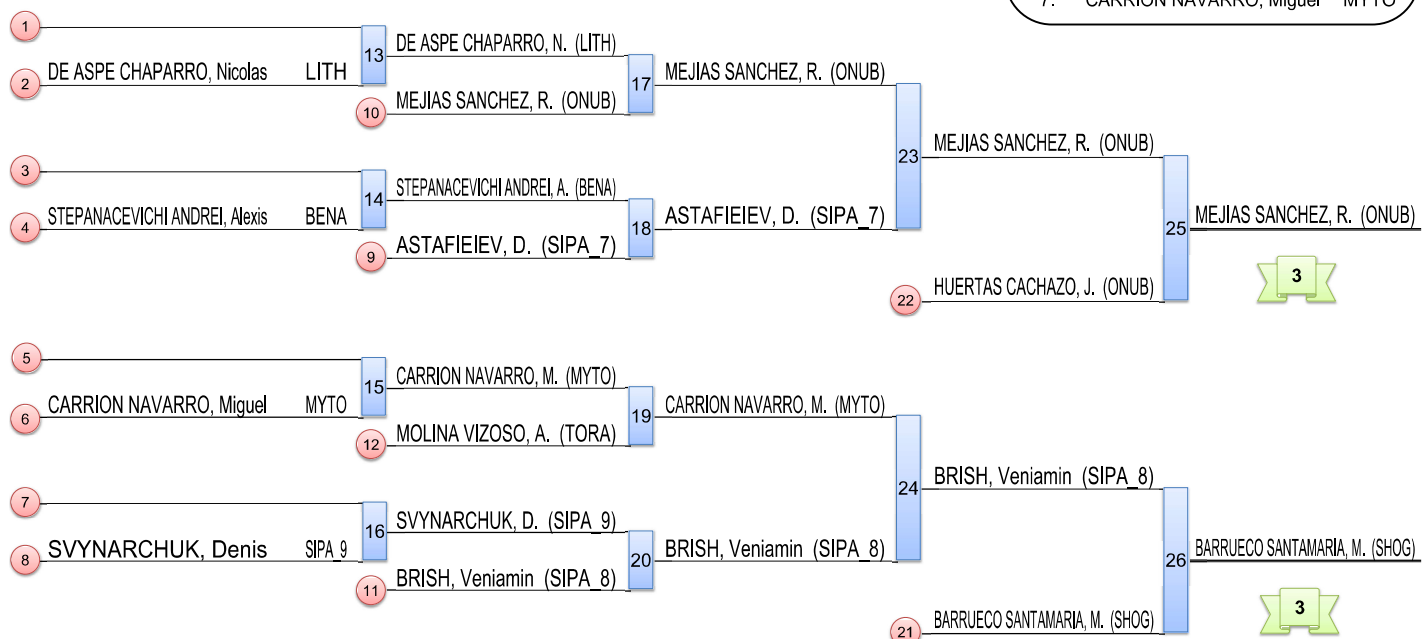 7. CARRION NAVARRO, Miguel MYTO
1
13 DE ASPE CHAPARRO, N. (LITH)
2 DE ASPE CHAPARRO, Nicolas LITH
17 MEJIAS SANCHEZ, R. (ONUB)
10 MEJIAS SANCHEZ, R. (ONUB)
23 MEJIAS SANCHEZ, R. (ONUB)
3
14 STEPANACEVICHI ANDREI, A. (BENA)
4 STEPANACEVICHI ANDREI, Alexis BENA
18 ASTAFIEIEV, D. (SIPA_7)
9 ASTAFIEIEV, D. (SIPA_7)
25 MEJIAS SANCHEZ, R. (ONUB)
3
22 HUERTAS CACHAZO, J. (ONUB)
5
15 CARRION NAVARRO, M. (MYTO)
6 CARRION NAVARRO, Miguel MYTO
19 CARRION NAVARRO, M. (MYTO)
12 MOLINA VIZOSO, A. (TORA)
24 BRISH, Veniamin (SIPA_8)
7
16 SVYNARCHUK, D. (SIPA_9)
8 SVYNARCHUK, Denis SIPA_9
20 BRISH, Veniamin (SIPA_8)
11 BRISH, Veniamin (SIPA_8)
26 BARRUECO SANTAMARIA, M. (SHOG)
3
21 BARRUECO SANTAMARIA, M. (SHOG)